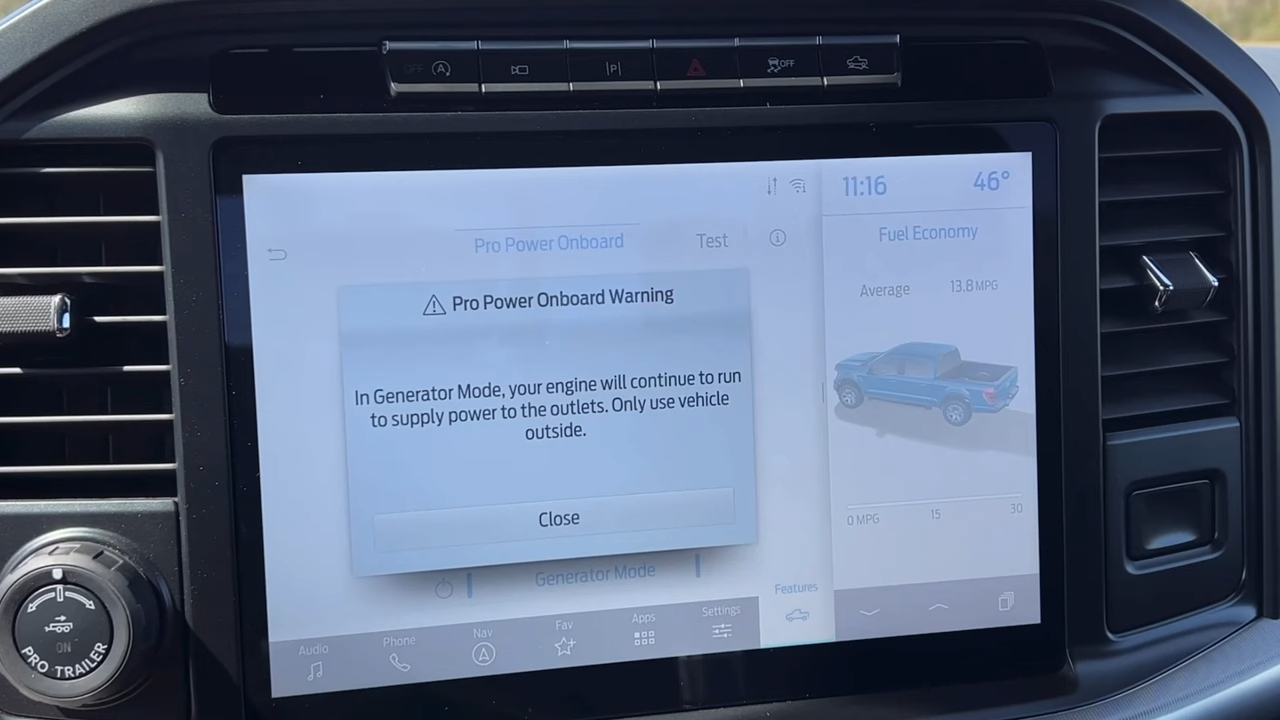 OFF
P
OFF
11:16
46°
Pro Power Onboard
Test
Fuel Economy
Pro Power Onboard Warning
Average
13.8 MPG
In Generator Mode, your engine will continue to run
to supply power to the outlets. Only use vehicle
outside.
Close
0 MPG
15
30
Generator Mode
Features
Audio
Phone
Nav
Fav
Apps
Settings
ON
PRO TRAILER